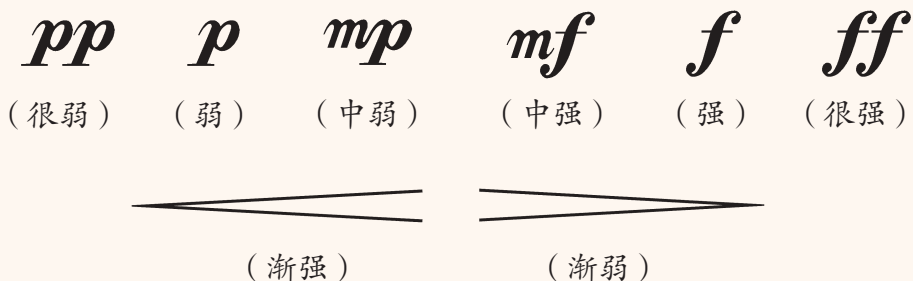 pp p mp mf f ff
（很弱） （弱） （中弱） （中强） （强） （很强）
（渐强） （渐弱）